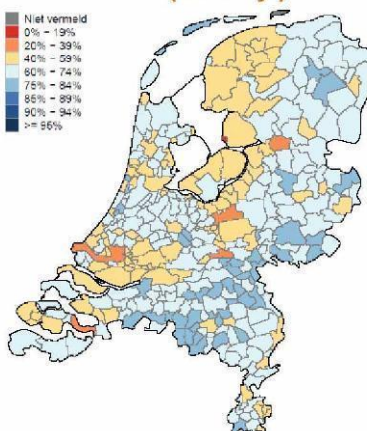 Niet vermeld
0% - 19%
20% - 39%
40% - 59%
60% - 74%
75% - 84%
85% - 89%
90% - 94%
>= 95%